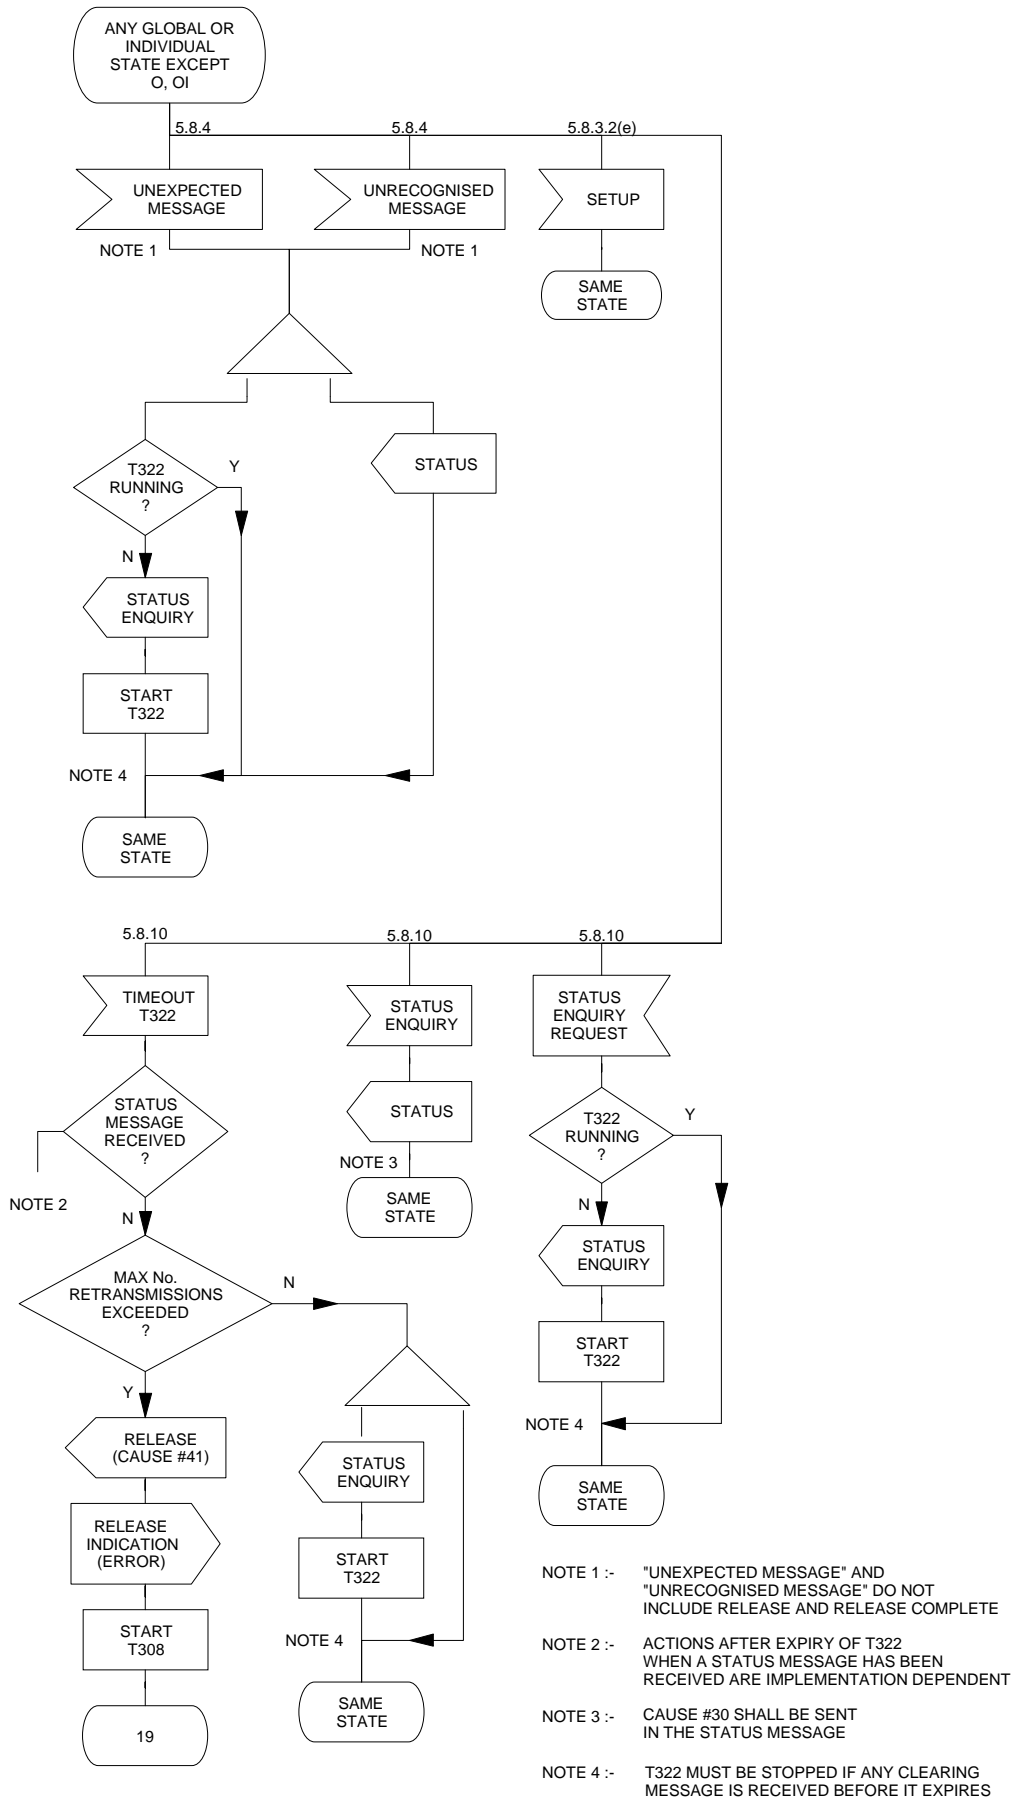 ANY GLOBAL OR
INDIVIDUAL
STATE EXCEPT
O, OI
5.8.4
5.8.4
5.8.3.2(e)
UNEXPECTED
MESSAGE
UNRECOGNISED
MESSAGE
SETUP
NOTE 1
NOTE 1
SAME
STATE
T322
RUNNING
?
Y
STATUS
N
STATUS
ENQUIRY
START
T322
NOTE 4
SAME
STATE
5.8.10
5.8.10
5.8.10
TIMEOUT
T322
STATUS
ENQUIRY
STATUS
ENQUIRY
REQUEST
STATUS
MESSAGE
RECEIVED
?
STATUS
T322
RUNNING
?
Y
NOTE 2
NOTE 3
SAME
STATE
N
N
STATUS
ENQUIRY
MAX No.
RETRANSMISSIONS
EXCEEDED
?
N
START
T322
Y
NOTE 4
RELEASE
(CAUSE #41)
STATUS
ENQUIRY
SAME
STATE
RELEASE
INDICATION
(ERROR)
START
T322
START
T308
NOTE 4
19
SAME
STATE
NOTE 1 :- "UNEXPECTED MESSAGE" AND
"UNRECOGNISED MESSAGE" DO NOT
INCLUDE RELEASE AND RELEASE COMPLETE
NOTE 2 :- ACTIONS AFTER EXPIRY OF T322
WHEN A STATUS MESSAGE HAS BEEN
RECEIVED ARE IMPLEMENTATION DEPENDENT
NOTE 3 :- CAUSE #30 SHALL BE SENT
IN THE STATUS MESSAGE
NOTE 4 :- T322 MUST BE STOPPED IF ANY CLEARING
MESSAGE IS RECEIVED BEFORE IT EXPIRES